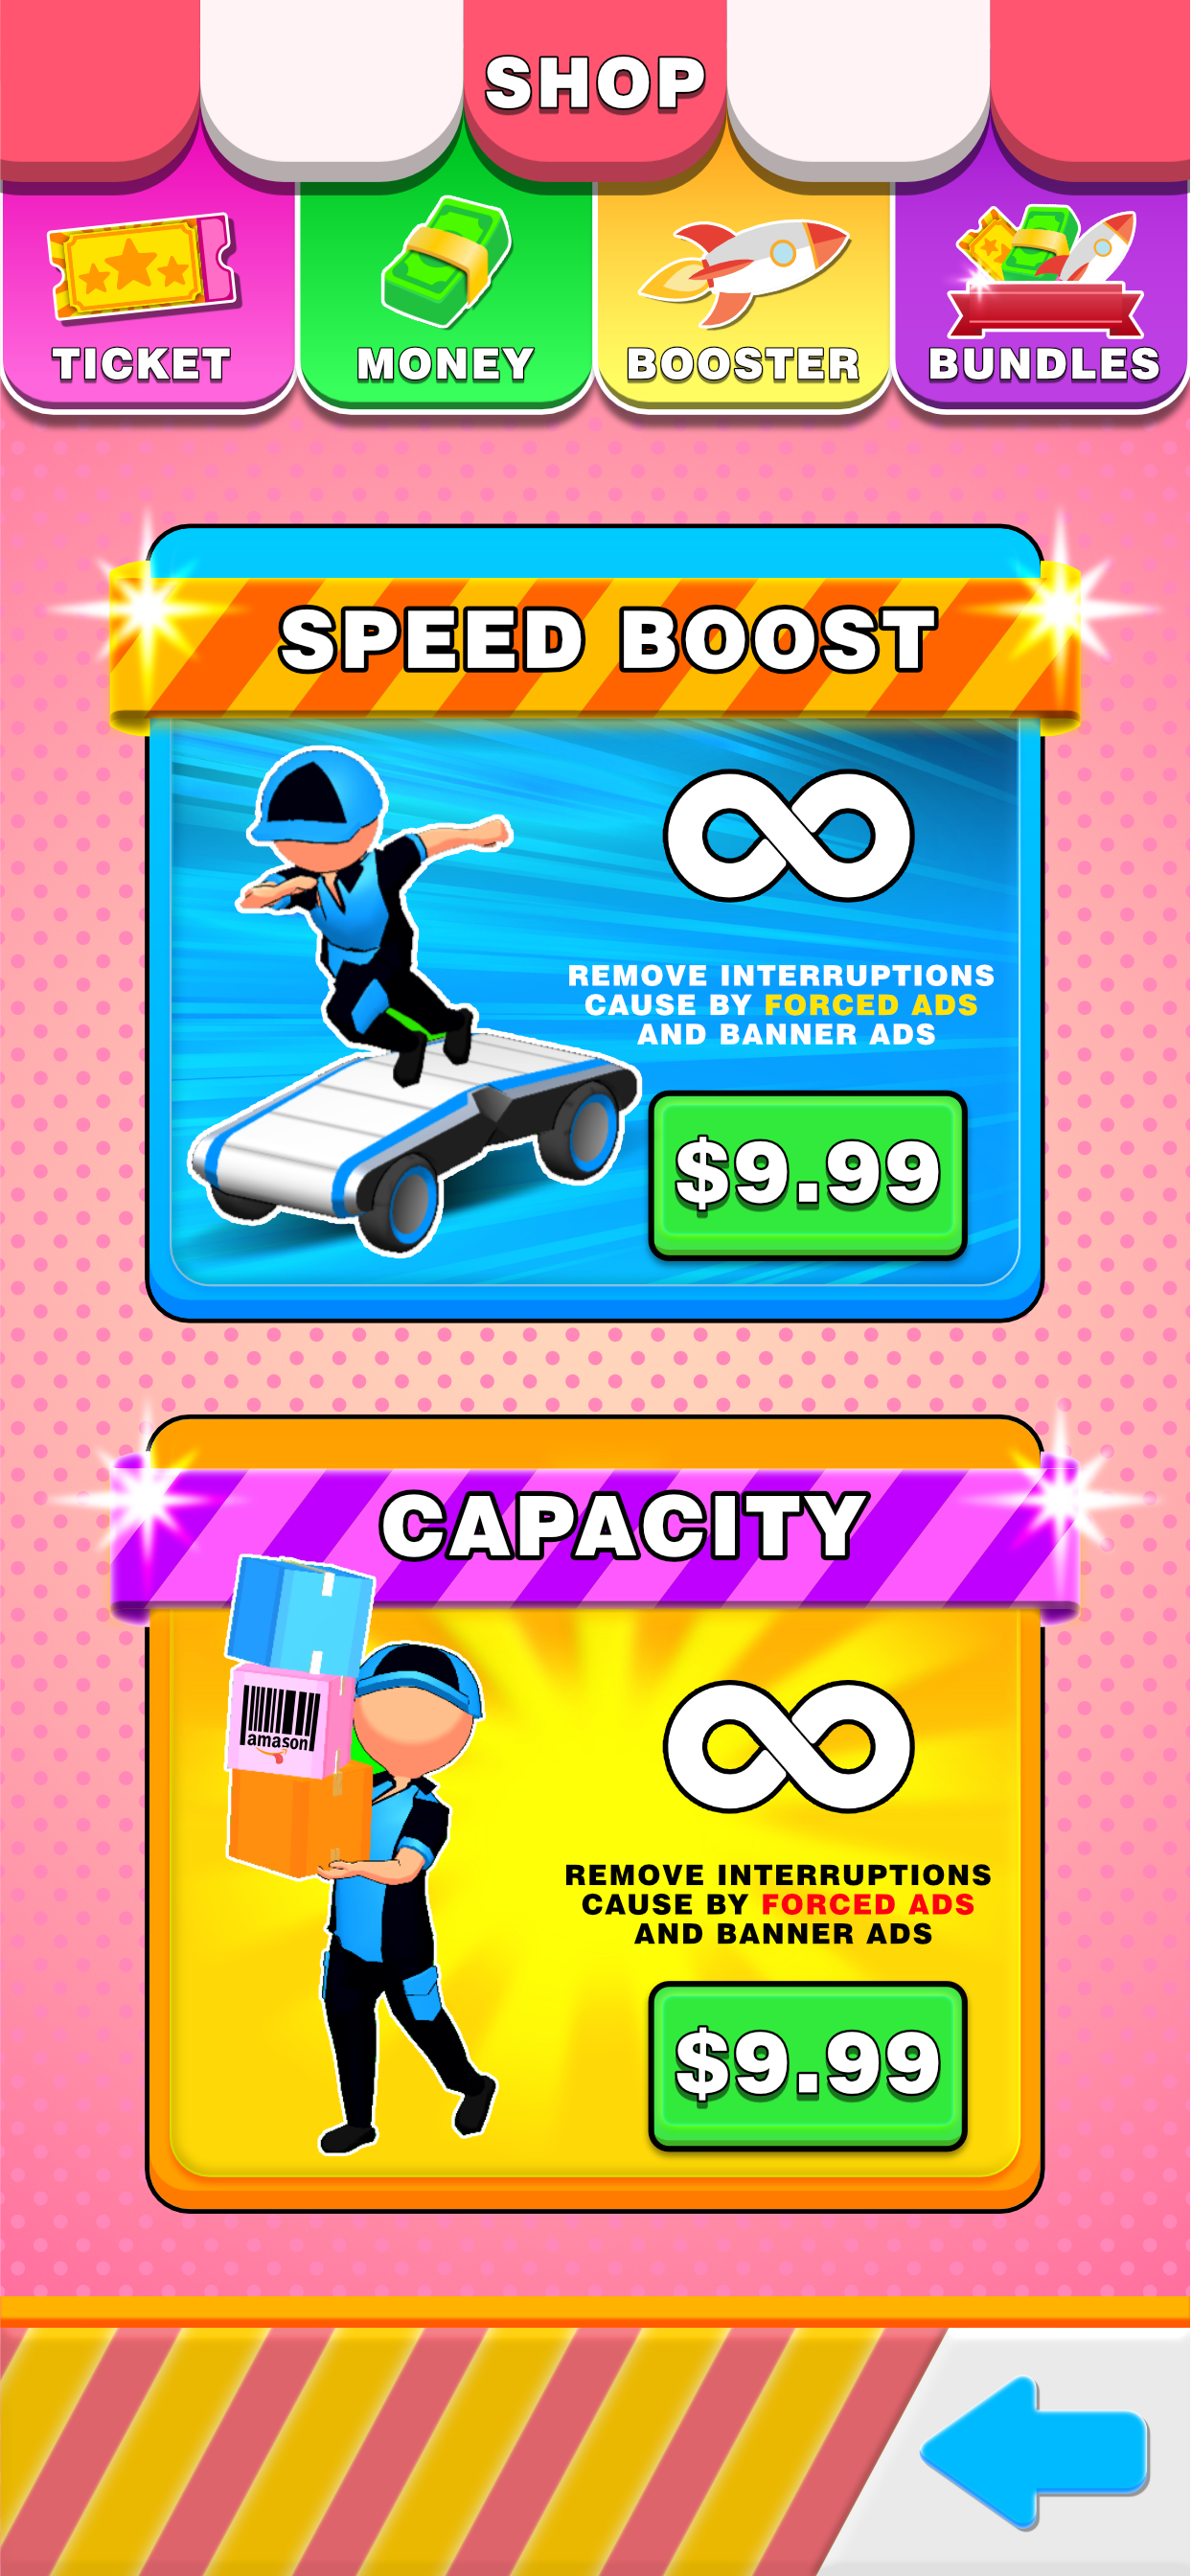 SHOP
TICKET
MONEY
BOOSTER
BUNDLES
SPEED BOOST
REMOVE INTERRUPTIONS
CAUSE BY FORCED ADS
AND BANNER ADS
$9.99
CAPACITY
amason
REMOVE INTERRUPTIONS
CAUSE BY FORCED ADS
AND BANNER ADS
$9.99